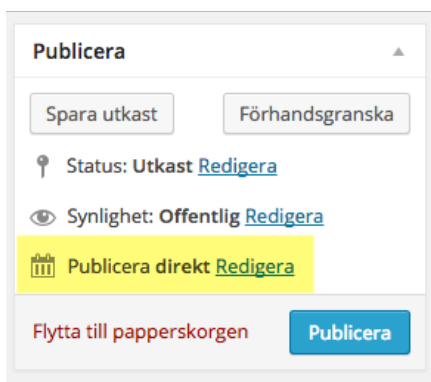 Publicera
Spara utkast Förhandsgranska
Status: Utkast Redigera
Synlighet: Offentlig Redigera
Publicera direkt Redigera
Flytta till papperskorgen Publicera